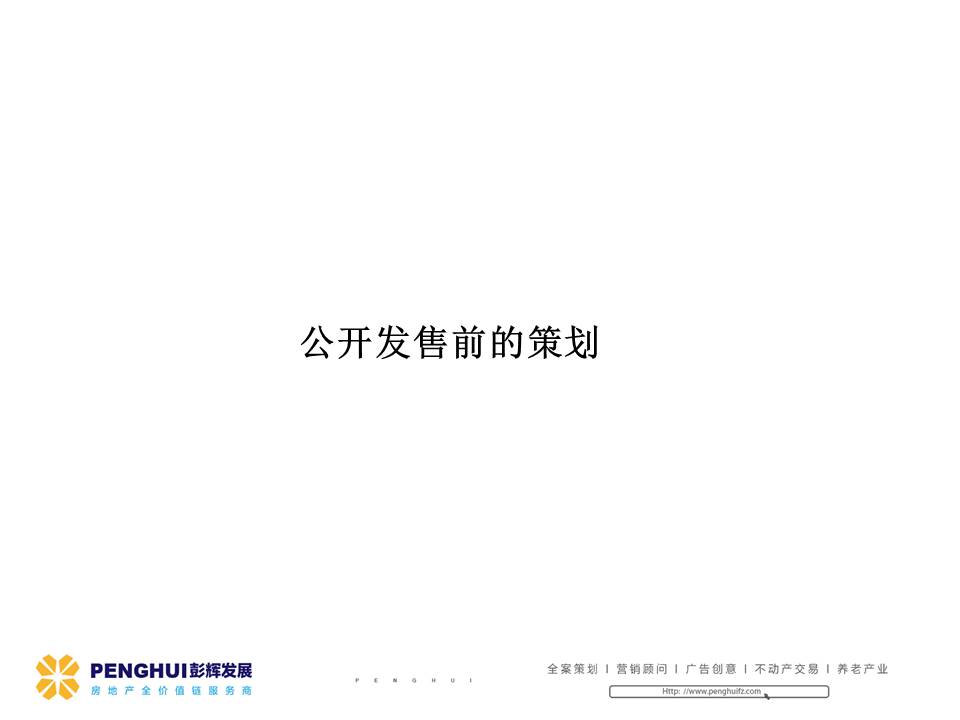 公开发售前的策划
PENGHUI彭辉发展
房地产全价值链服务商
PENGHUI
全案策划 I 营销顾问 I 广告创意 I 不动产交易 I 养老产业
Http: //www.penghuifz.com